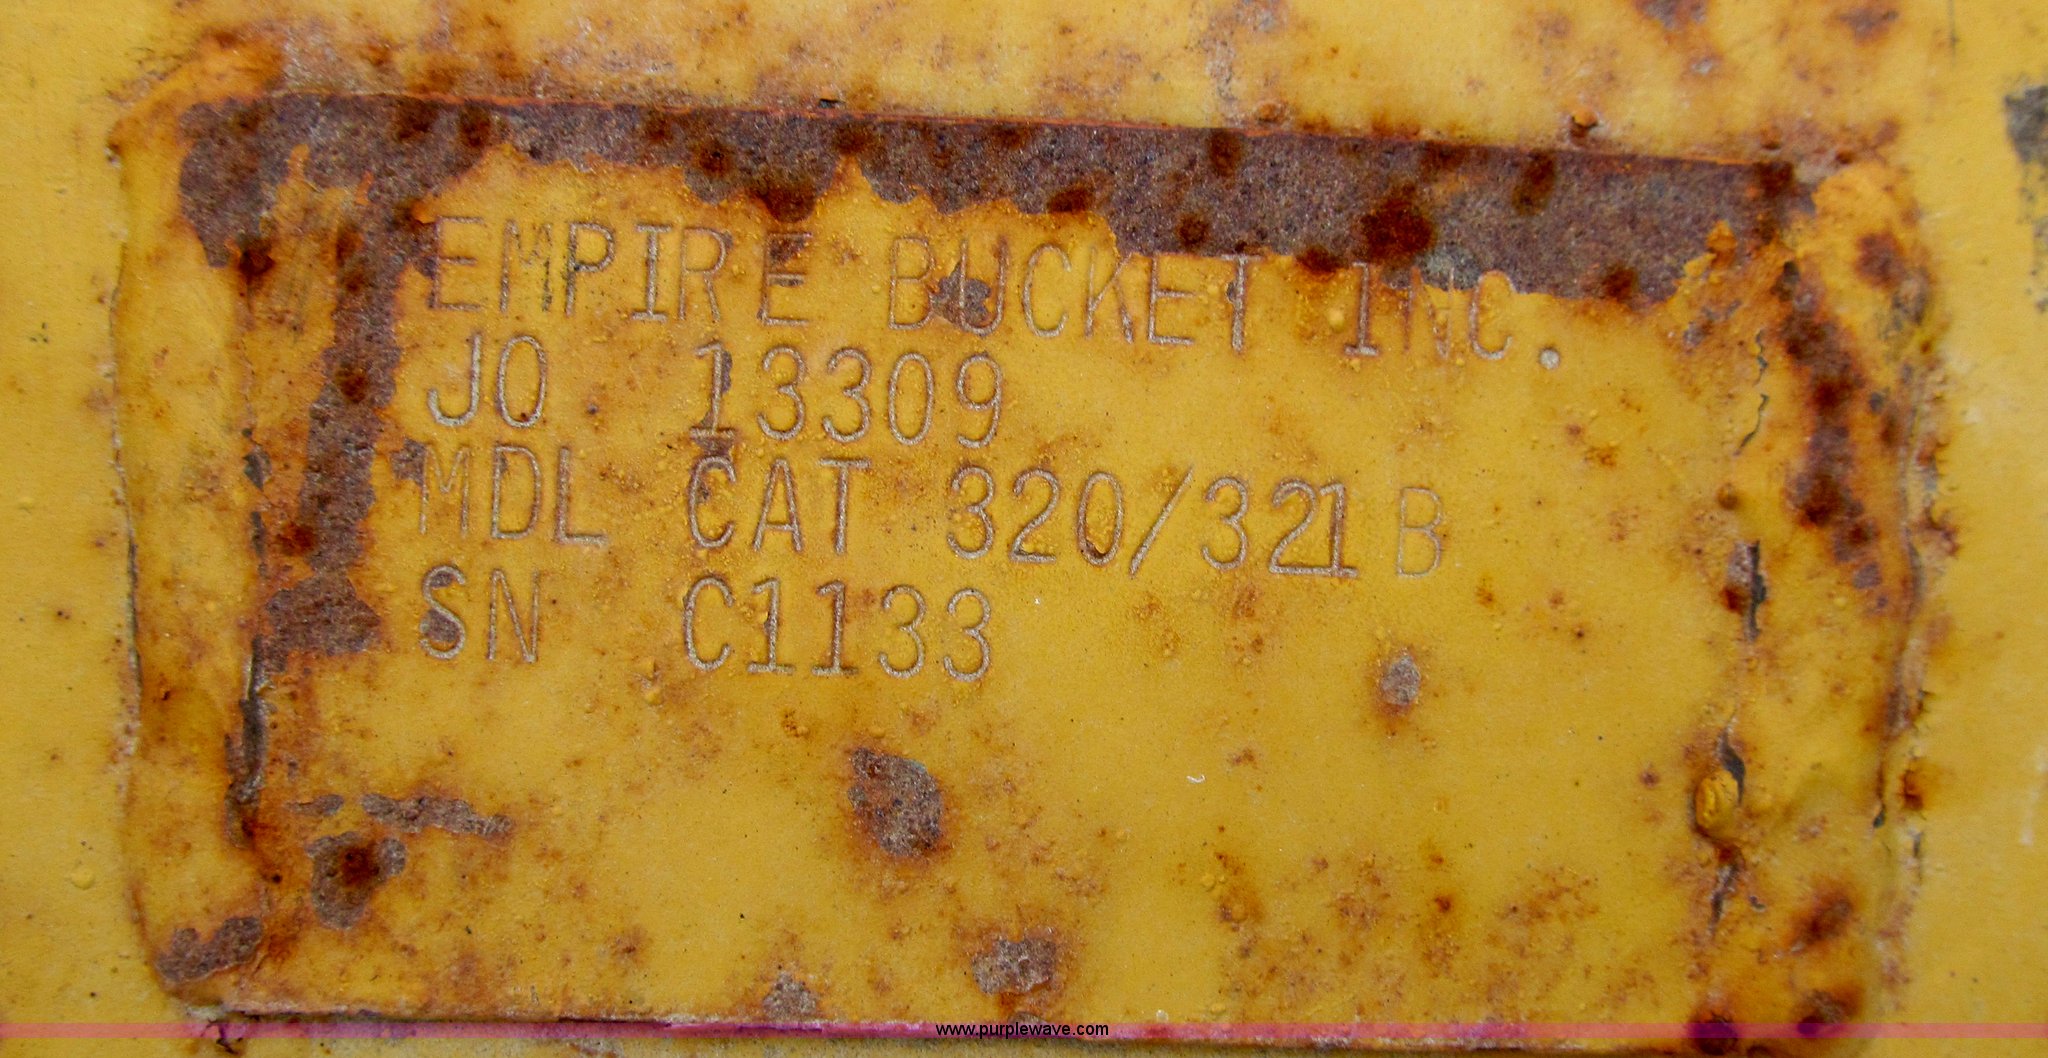 EMPIRE BUCKET INC.
JO 13309
MDL CAT 320/321B
SN C1133
www.purplewave.com